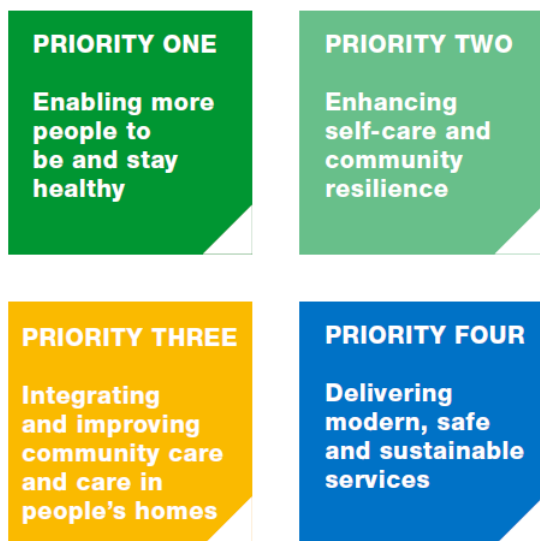 PRIORITY ONE
Enabling more
people to
be and stay
healthy
PRIORITY TWO
Enhancing
self-care and
community
resilience
PRIORITY THREE
Integrating
and improving
community care
and care in
people’s homes
PRIORITY FOUR
Delivering
modern, safe
and sustainable
services